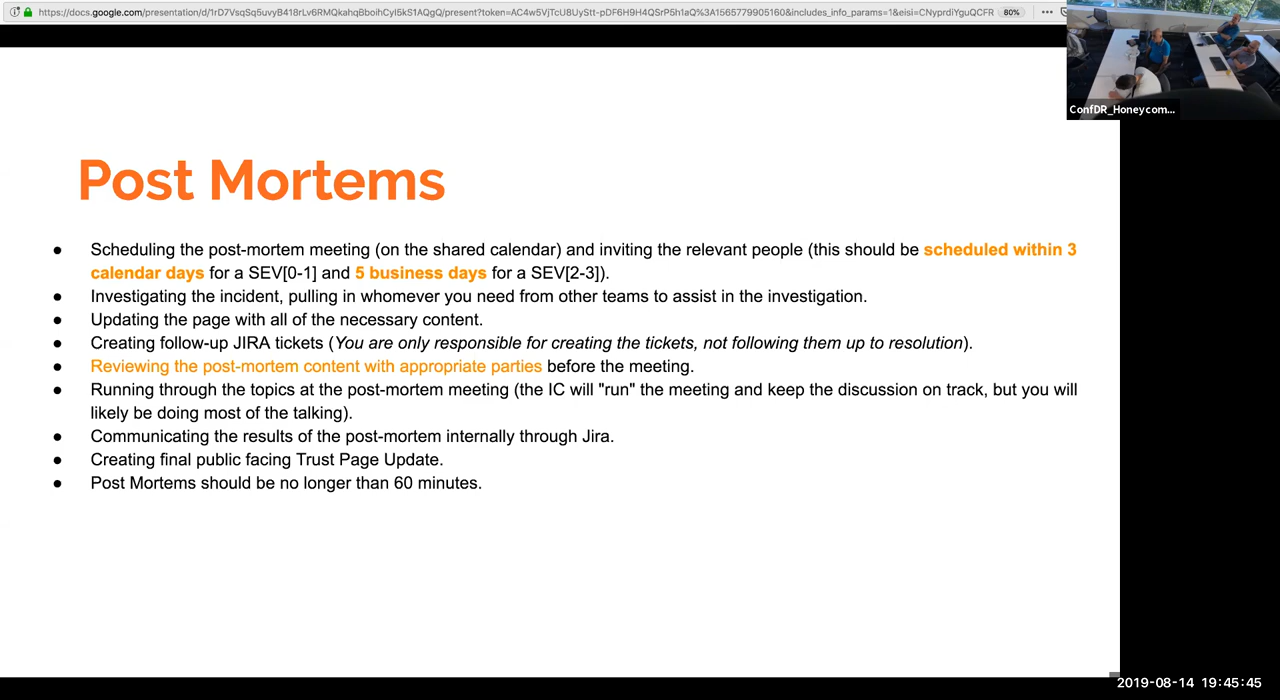 https://docs.google.com/presentation/d/1rD7VsqSq5uvyB418rLv6RMQkahqBboihCyI5kS1AQgQ/present?token=AC4w5VjTcU8UyStt-pDF6H9H4QSrP5h1aQ%3A1565779905160&includes_info_params=1&eisi=CNyprdiYguQCFR 80% •••
ConfDR_Honeycom...
Post Mortems
● Scheduling the post-mortem meeting (on the shared calendar) and inviting the relevant people (this should be scheduled within 3
calendar days for a SEV[0-1] and 5 business days for a SEV[2-3]).
● Investigating the incident, pulling in whomever you need from other teams to assist in the investigation.
● Updating the page with all of the necessary content.
● Creating follow-up JIRA tickets (You are only responsible for creating the tickets, not following them up to resolution).
● Reviewing the post-mortem content with appropriate parties before the meeting.
● Running through the topics at the post-mortem meeting (the IC will "run" the meeting and keep the discussion on track, but you will
likely be doing most of the talking).
● Communicating the results of the post-mortem internally through Jira.
● Creating final public facing Trust Page Update.
● Post Mortems should be no longer than 60 minutes.
2019-08-14 19:45:45